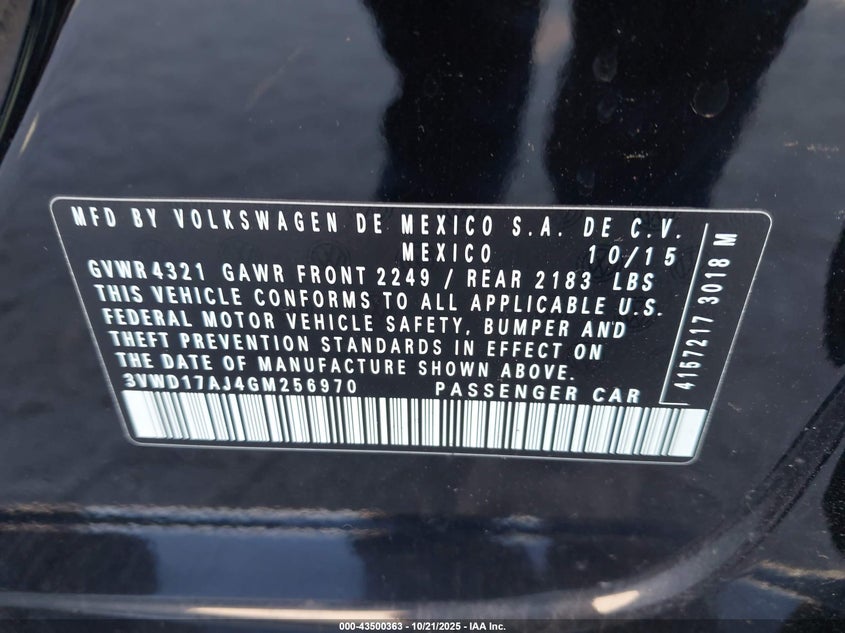 MFD BY VOLKSWAGEN DE MEXICO S.A. DE C.V.
MEXICO 10/15
GVWR 4321 GAWR FRONT 2249 / REAR 2183 LBS
THIS VEHICLE CONFORMS TO ALL APPLICABLE U.S.
FEDERAL MOTOR VEHICLE SAFETY, BUMPER AND
THEFT PREVENTION STANDARDS IN EFFECT ON
THE DATE OF MANUFACTURE SHOWN ABOVE.
3VWD17AJ4GM256970 PASSENGER CAR
4157217 3018 M
000-43500363 - 10/21/2025 - IAA Inc.